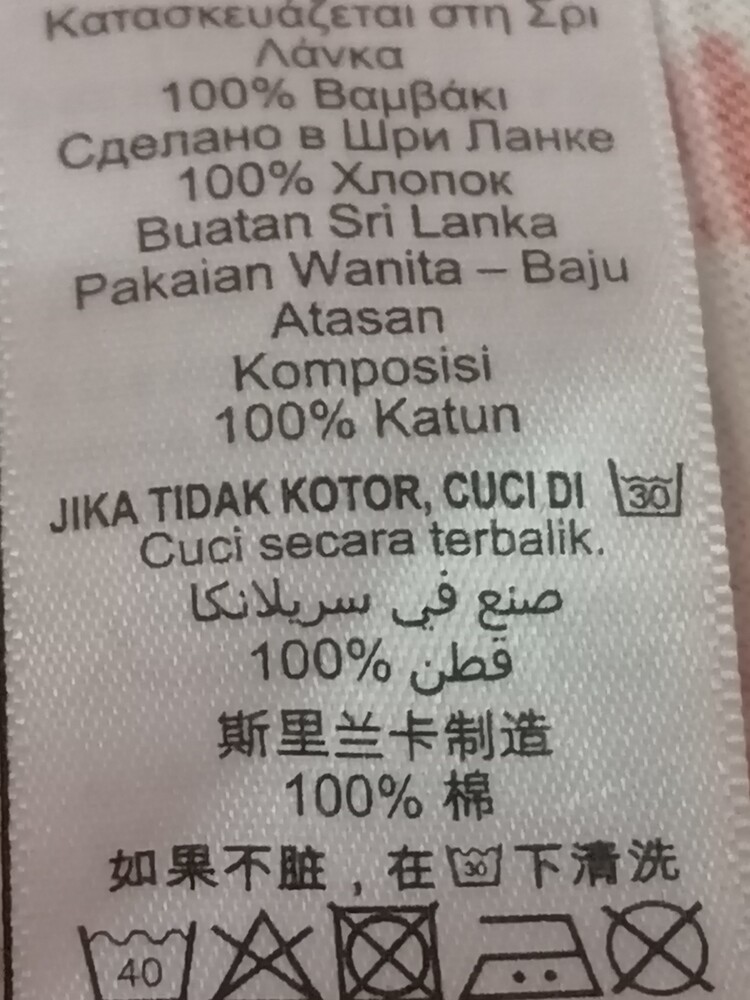 Κατασκευάζεται στη Σρι
Λάνκα
100% Βαμβάκι
Сделано в Шри Ланке
100% Хлопок
Buatan Sri Lanka
Pakaian Wanita – Baju
Atasan
Komposisi
100% Katun
JIKA TIDAK KOTOR, CUCI DI 30
Cuci secara terbalik.
صنع في سريلانكا
100% قطن
斯里兰卡制造
100% 棉
如果不脏，在 30 下清洗
40